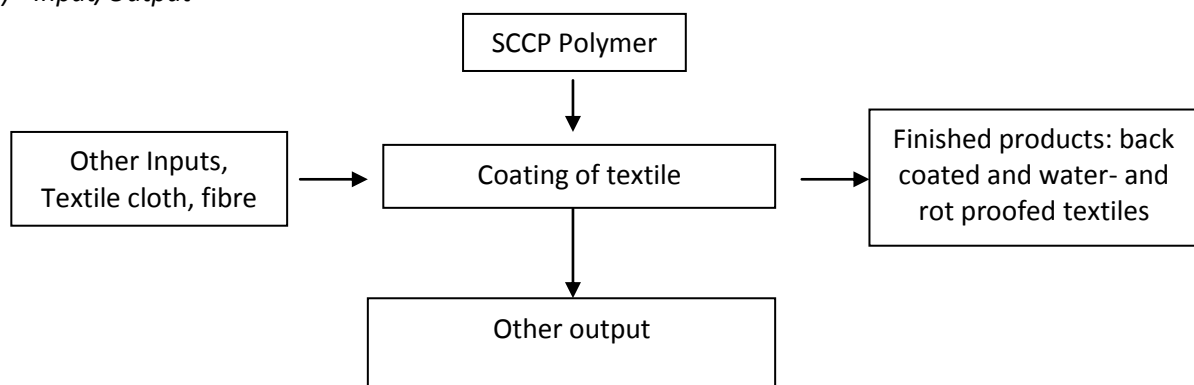 Input/Output
SCCP Polymer
Other Inputs,
Textile cloth, fibre
Coating of textile
Finished products: back
coated and water- and
rot proofed textiles
Other output